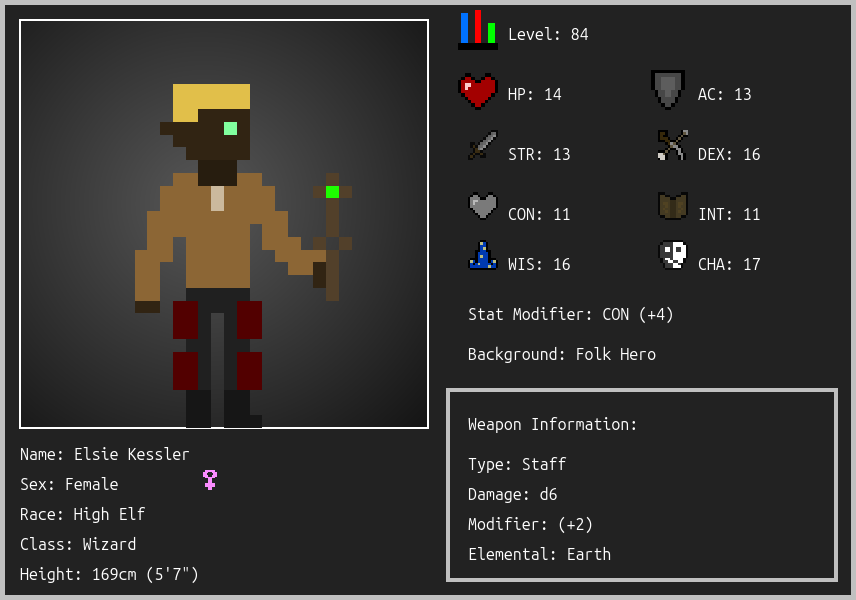 Level: 84
HP: 14
AC: 13
STR: 13
DEX: 16
CON: 11
INT: 11
WIS: 16
CHA: 17
Stat Modifier: CON (+4)
Background: Folk Hero
Weapon Information:
Type: Staff
Damage: d6
Modifier: (+2)
Elemental: Earth
Name: Elsie Kessler
Sex: Female
Race: High Elf
Class: Wizard
Height: 169cm (5'7")